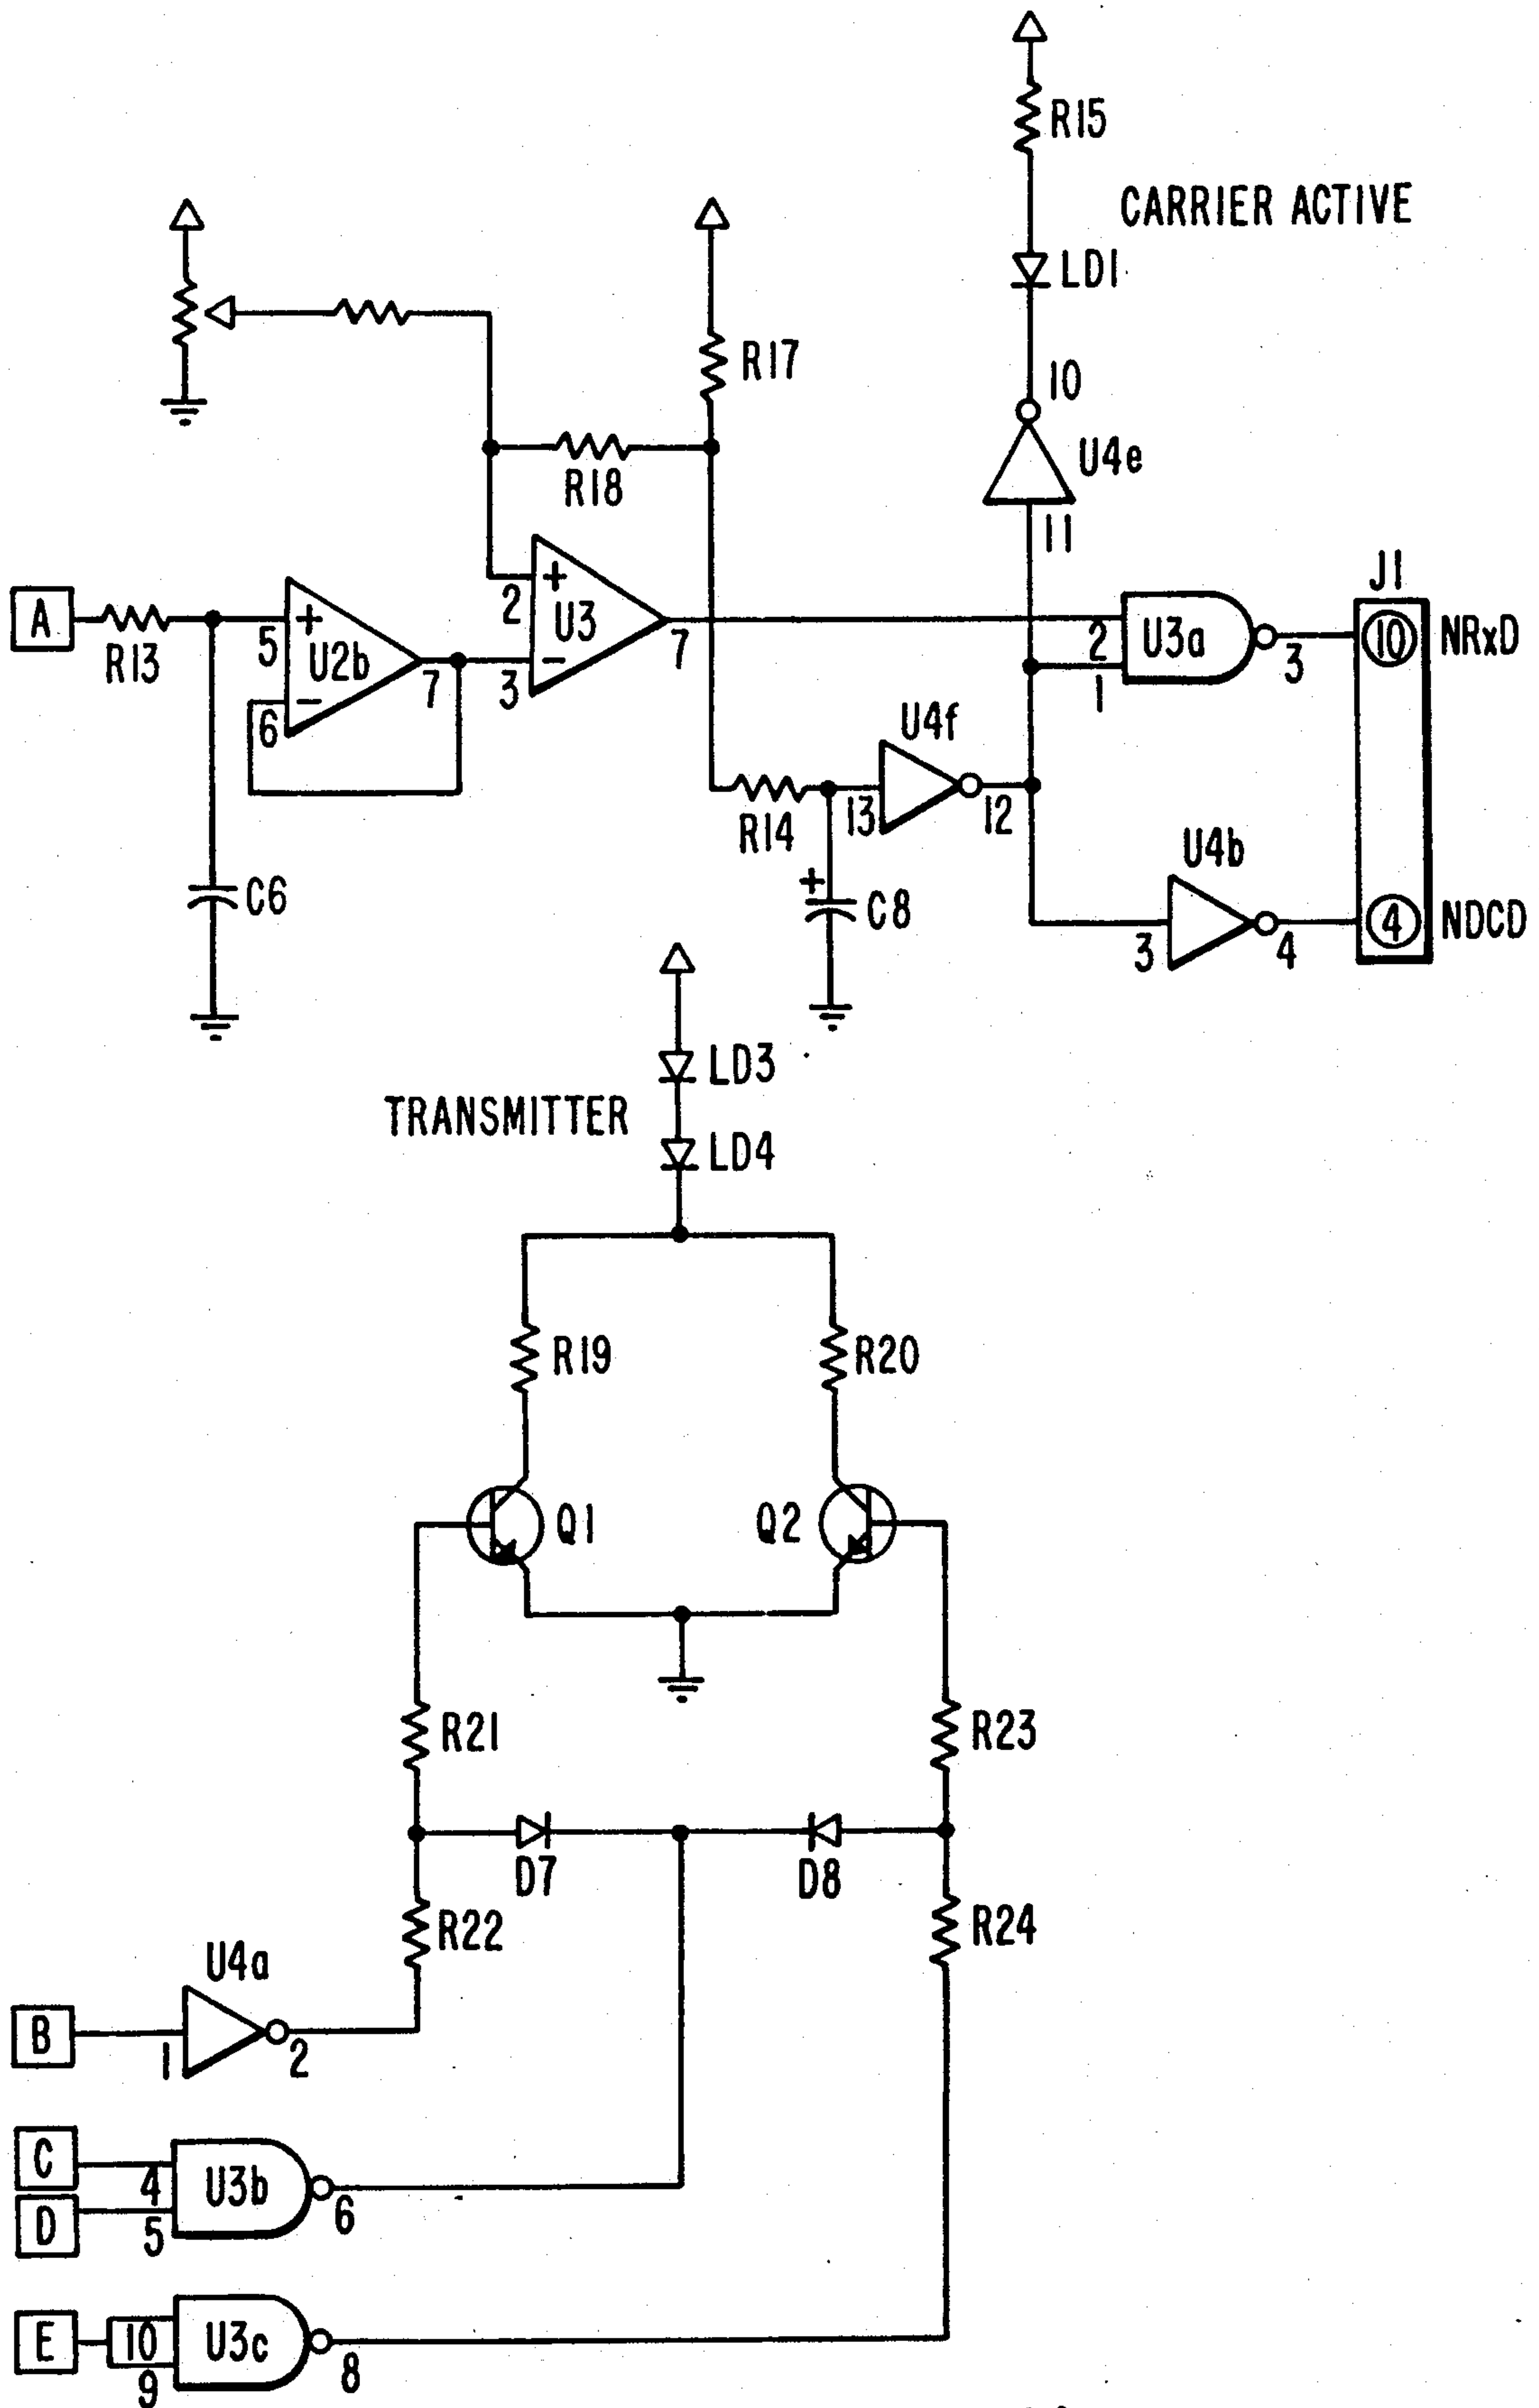 R15
CARRIER ACTIVE
LD1
R17
10
R18
U4e
11
J1
A
R13
5
+
U2b
-
6
7
2
+
U3
-
3
7
2
U3a
1
3
10
NRxD
U4f
R14
13
12
U4b
C6
+
C8
3
4
4
NDCD
LD3
TRANSMITTER
LD4
R19
R20
Q1
Q2
R21
R23
D7
D8
R22
R24
U4a
B
1
2
C
4
U3b
D
5
6
E
10
U3c
9
8